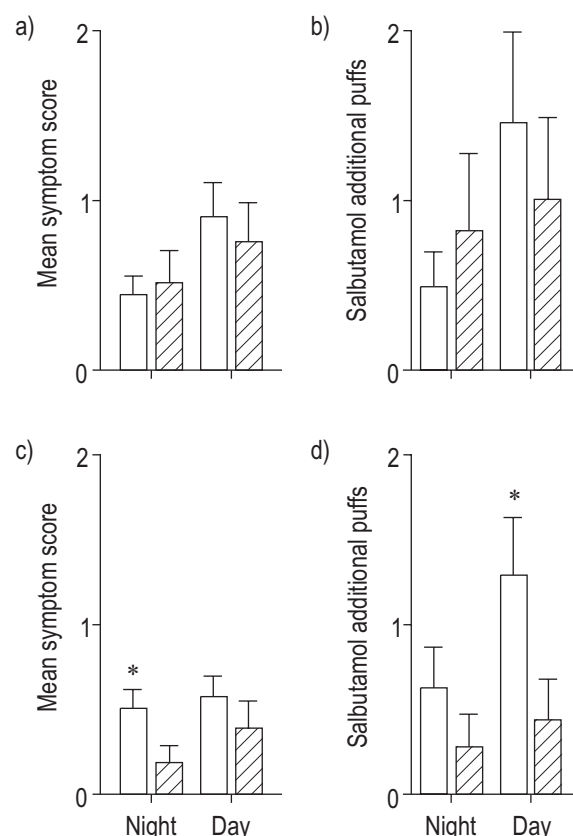 a)
2
1
0
Mean symptom score
b)
2
1
0
Salbutamol additional puffs
c)
2
1
0
Mean symptom score
*
Night Day
d)
2
1
0
Salbutamol additional puffs
*
Night Day